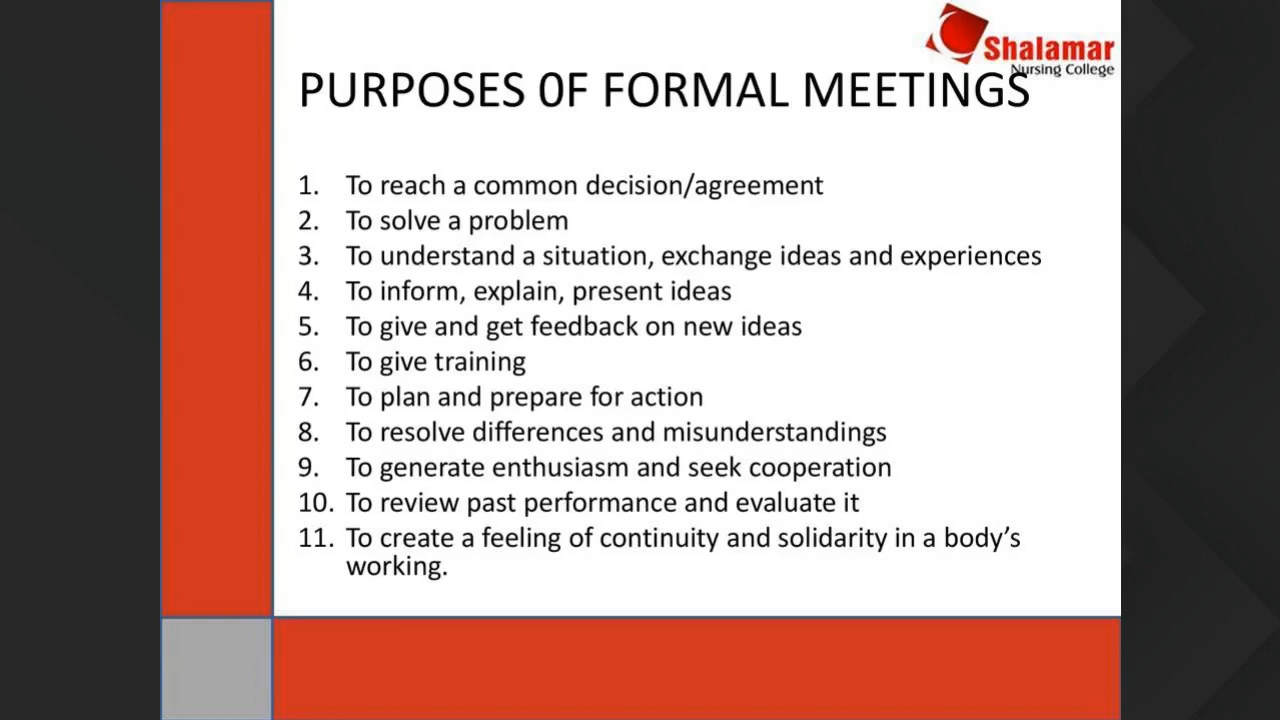 Shalamar
Nursing College
PURPOSES 0F FORMAL MEETINGS
1. To reach a common decision/agreement
2. To solve a problem
3. To understand a situation, exchange ideas and experiences
4. To inform, explain, present ideas
5. To give and get feedback on new ideas
6. To give training
7. To plan and prepare for action
8. To resolve differences and misunderstandings
9. To generate enthusiasm and seek cooperation
10. To review past performance and evaluate it
11. To create a feeling of continuity and solidarity in a body’s
working.